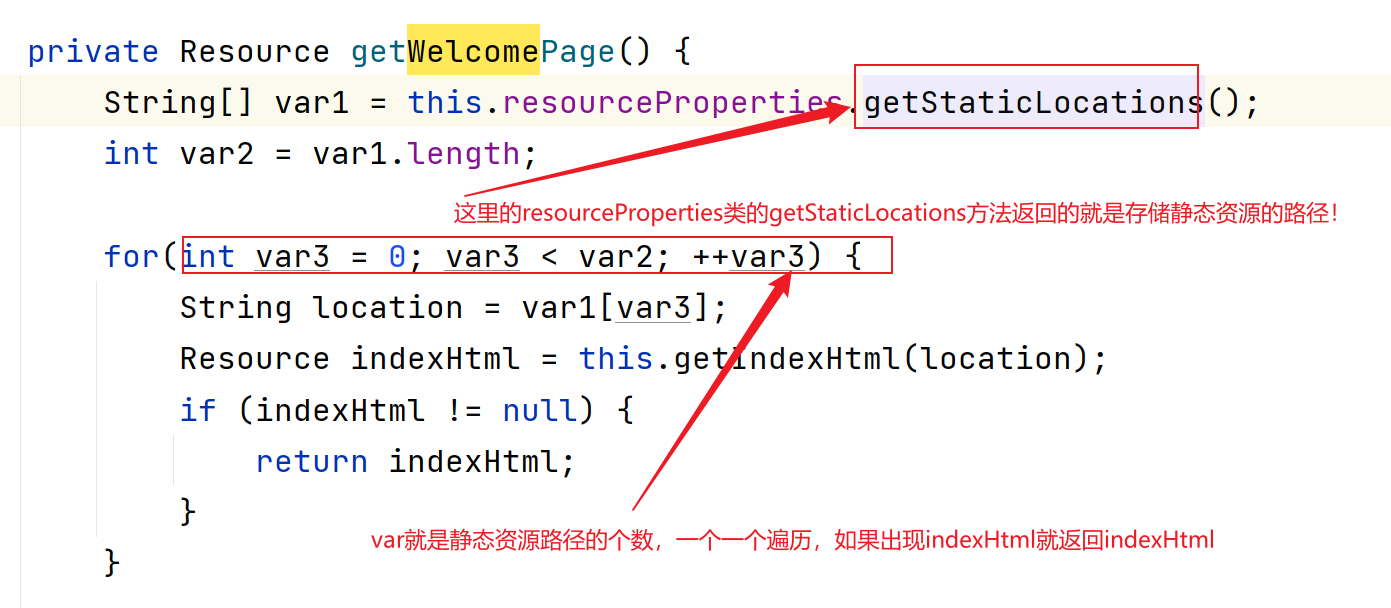 private Resource getWelcomePage() {
String[] var1 = this.resourceProperties.getStaticLocations();
int var2 = var1.length;
这里的resourceProperties类的getStaticLocations方法返回的就是存储静态资源的路径！
for(int var3 = 0; var3 < var2; ++var3) {
String location = var1[var3];
Resource indexHtml = this.getIndexHtml(location);
if (indexHtml != null) {
return indexHtml;
}
var就是静态资源路径的个数，一个一个遍历，如果出现indexHtml就返回indexHtml
}